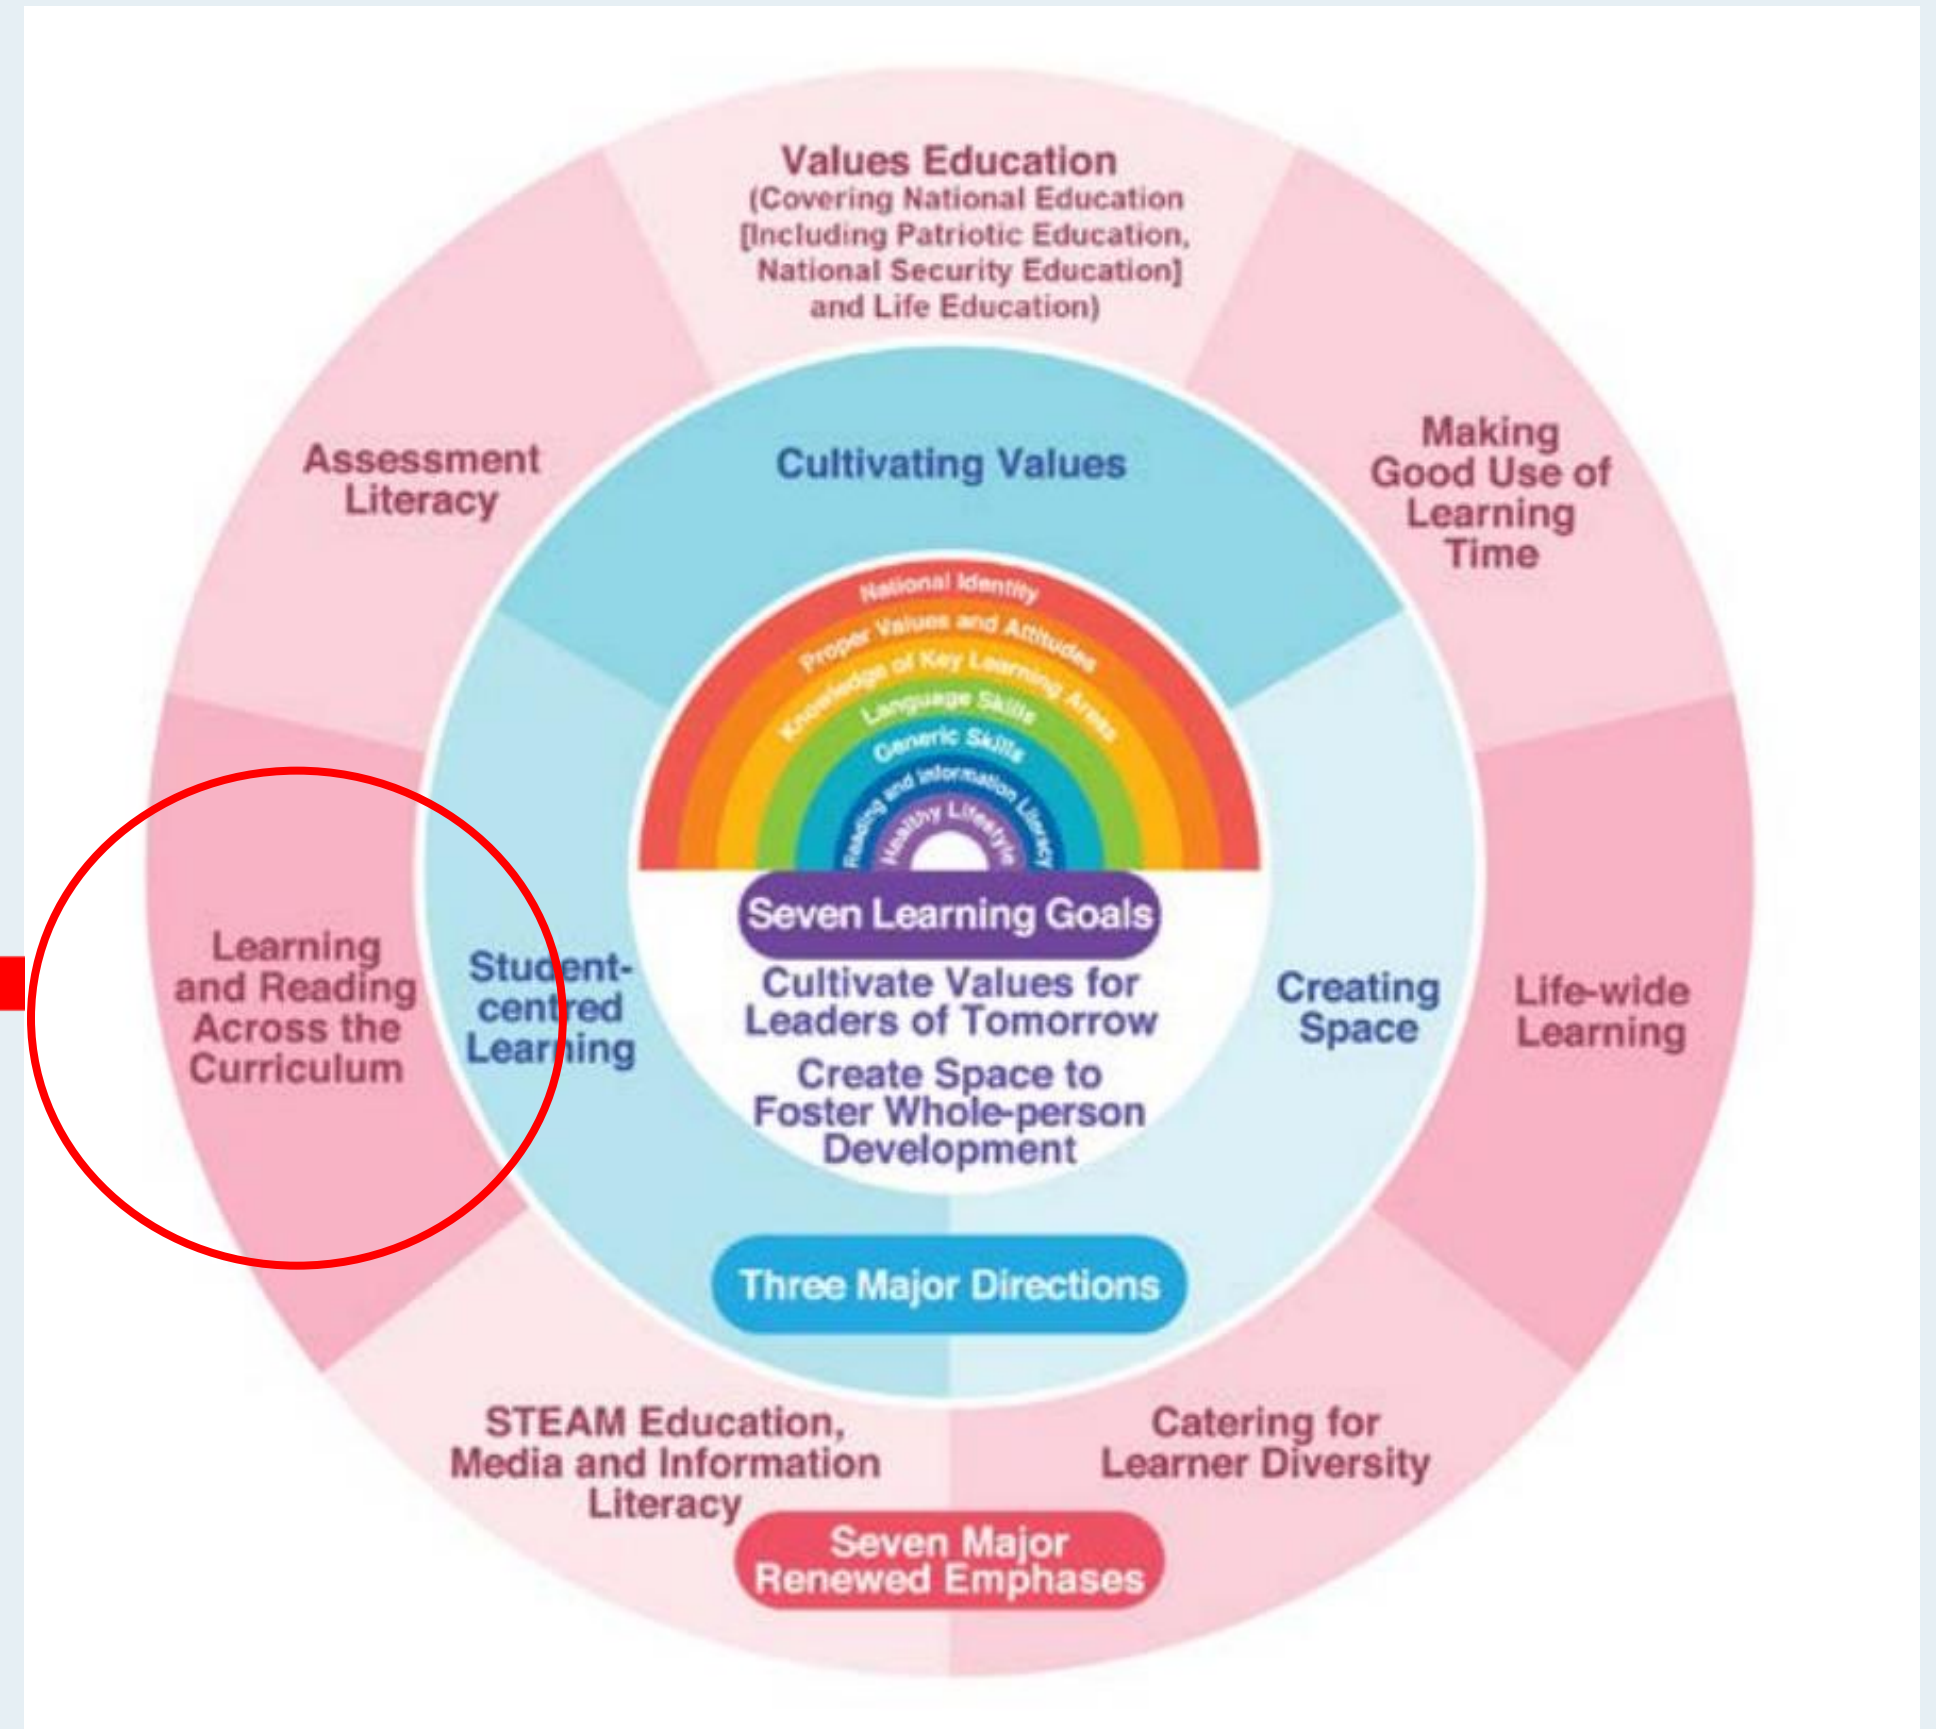 Values Education
(Covering National Education
[Including Patriotic Education,
National Security Education]
and Life Education)
Assessment
Literacy
Making
Good Use of
Learning
Time
Cultivating Values
National Identity
Proper Values and Attitudes
Knowledge of Key Learning Areas
Language Skills
Generic Skills
Reading and Information Literacy
Healthy Lifestyle
Seven Learning Goals
Cultivate Values for
Leaders of Tomorrow
Create Space to
Foster Whole-person
Development
Learning
and Reading
Across the
Curriculum
Student-
centred
Learning
Creating
Space
Life-wide
Learning
Three Major Directions
STEAM Education,
Media and Information
Literacy
Catering for
Learner Diversity
Seven Major
Renewed Emphases